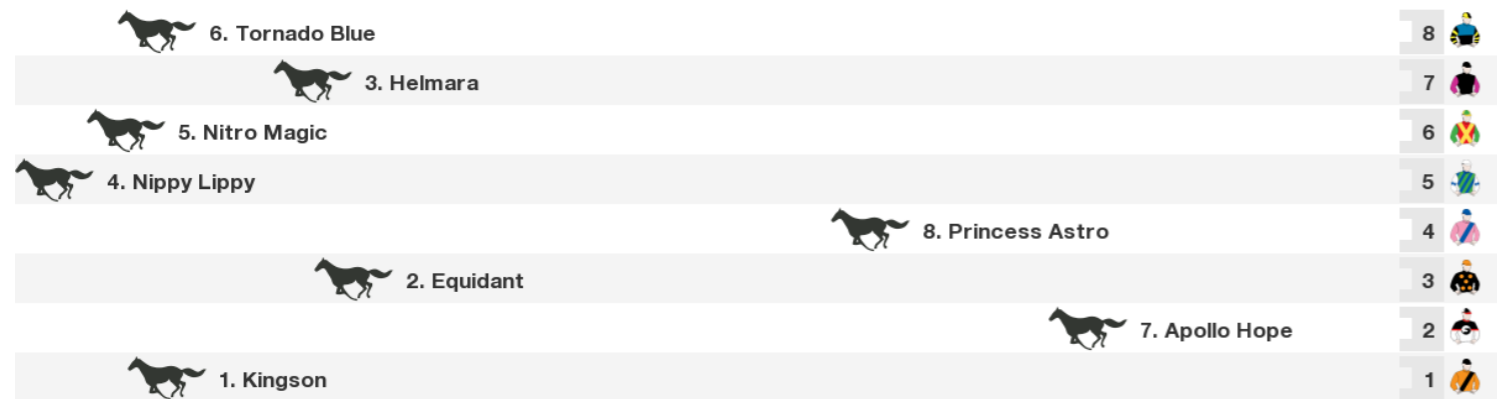 6. Tornado Blue 8
3. Helmara 7
5. Nitro Magic 6
4. Nippy Lippy 5
8. Princess Astro 4
2. Equidant 3
7. Apollo Hope 2
1. Kingson 1